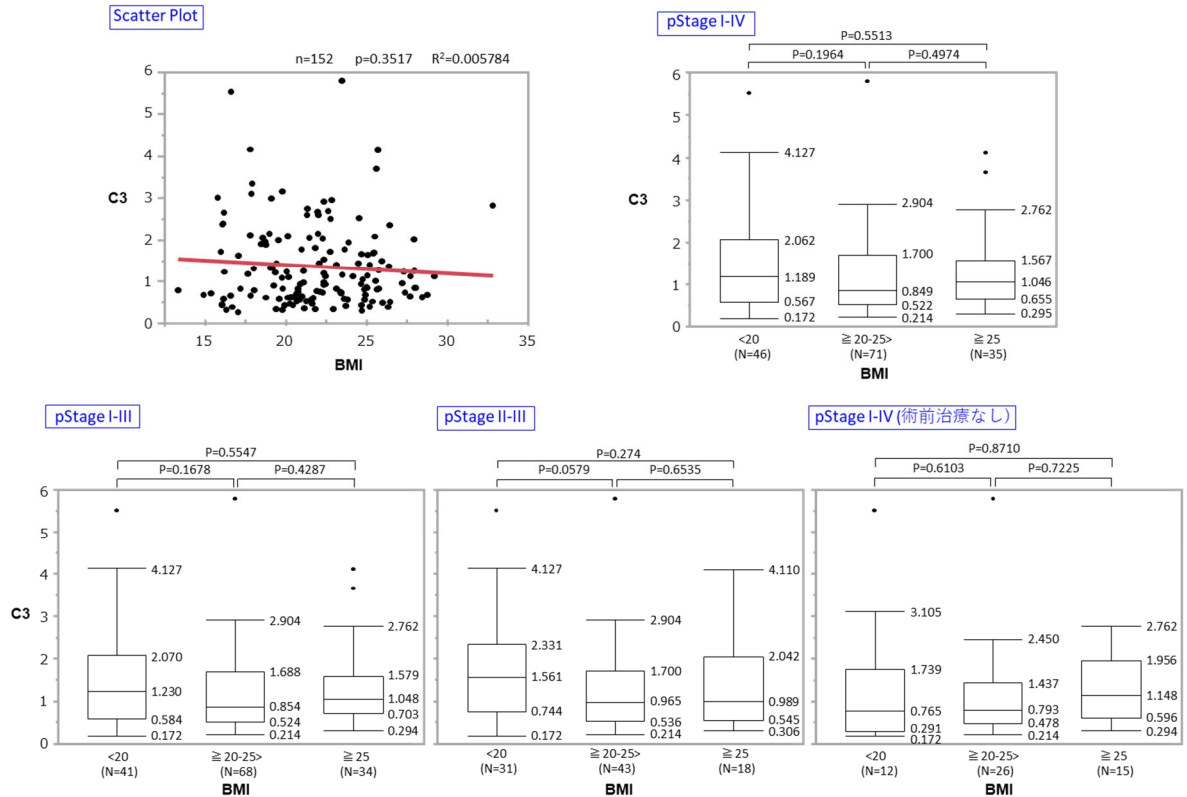 Scatter Plot
n=152 p=0.3517 R²=0.005784
6
5
4
3
2
1
0
C3
15 20 25 30 35
BMI
pStage I-IV
P=0.5513
P=0.1964 P=0.4974
6
5
4
3
2
1
0
C3
4.127
2.062
1.189
0.567
0.172
2.904
1.700
0.849
0.522
0.214
2.762
1.567
1.046
0.655
0.295
<20 ≧20-25> ≧25
(N=46) (N=71) (N=35)
BMI
pStage I-III
P=0.5547
P=0.1678 P=0.4287
6
5
4
3
2
1
0
C3
4.127
2.070
1.230
0.584
0.172
2.904
1.688
0.854
0.524
0.214
2.762
1.579
1.048
0.703
0.294
<20 ≧20-25> ≧25
(N=41) (N=68) (N=34)
BMI
pStage II-III
P=0.274
P=0.0579 P=0.6535
4.127
2.331
1.561
0.744
0.172
2.904
1.700
0.965
0.536
0.214
4.110
2.042
0.989
0.545
0.306
<20 ≧20-25> ≧25
(N=31) (N=43) (N=18)
BMI
pStage I-IV (術前治療なし)
P=0.8710
P=0.6103 P=0.7225
3.105
1.739
0.765
0.291
0.172
2.450
1.437
0.793
0.478
0.214
2.762
1.956
1.148
0.596
0.294
<20 ≧20-25> ≧25
(N=12) (N=26) (N=15)
BMI